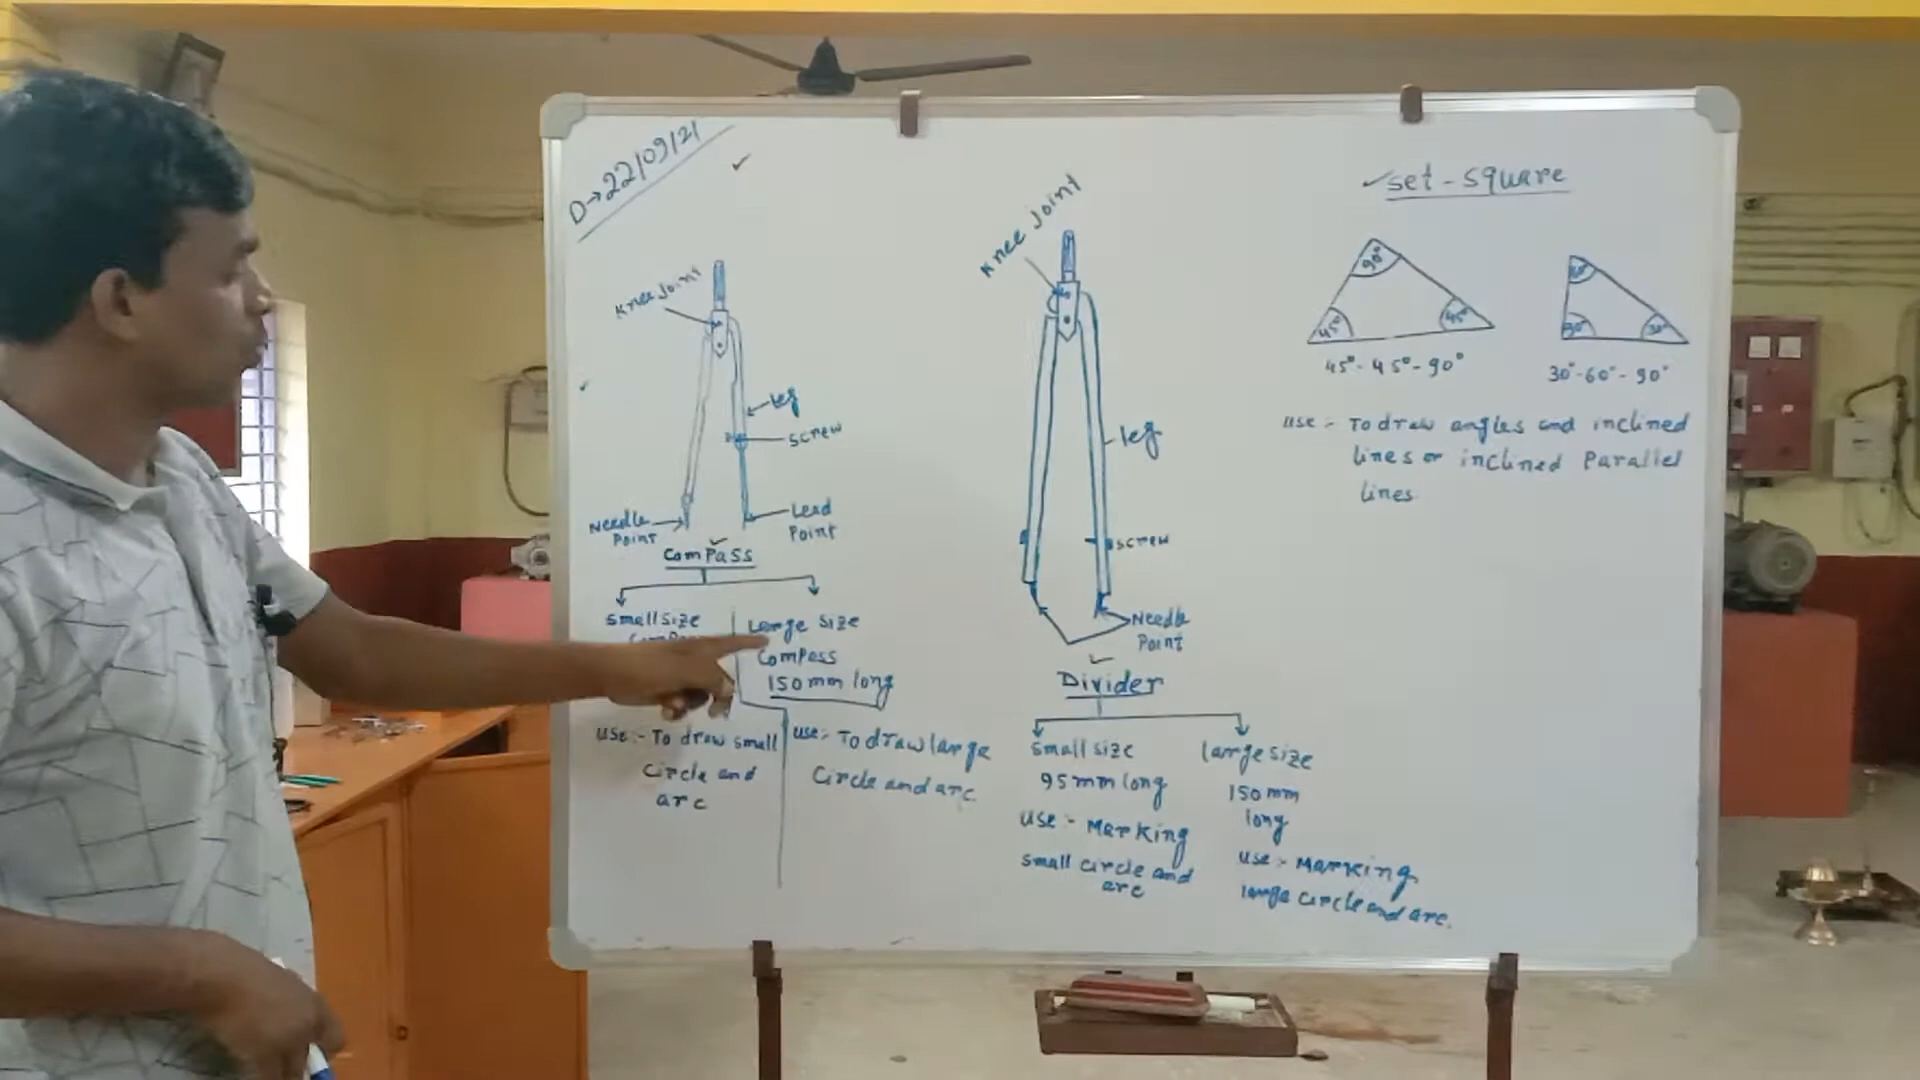 D→22/09/21
Knee Joint
leg
screw
Needle
Point
Lead
Point
Compass
small size
large size
Compass
150mm long
use:- To draw small
circle and
arc
use:- To draw large
Circle and arc
Knee Joint
leg
screw
Needle
Point
Divider
small size
95mm long
use:- Marking
small circle and
arc
large size
150mm
long
use:- Marking
large circle and arc.
set-square
90°
45°
45°
45°-45°-90°
60°
90°
30°
30°-60°-90°
use:- To draw angles and inclined
lines or inclined Parallel
lines